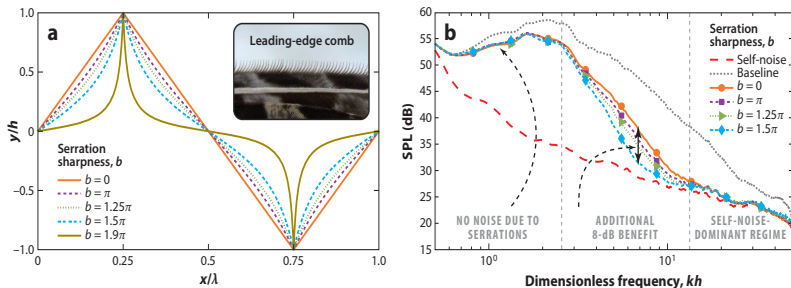 a
Leading-edge comb
1.0
0.5
0
−0.5
−1.0
y/h
Serration
sharpness, b
b = 0
b = π
b = 1.25π
b = 1.5π
b = 1.9π
0
0.25
0.50
0.75
1.0
x/λ
b
60
55
50
45
40
35
30
25
20
15
SPL (dB)
Serration
sharpness, b
Self-noise
Baseline
b = 0
b = π
b = 1.25π
b = 1.5π
NO NOISE DUE TO
SERRATIONS
ADDITIONAL
8-dB BENEFIT
SELF-NOISE-
DOMINANT REGIME
10⁰
10¹
Dimensionless frequency, kh